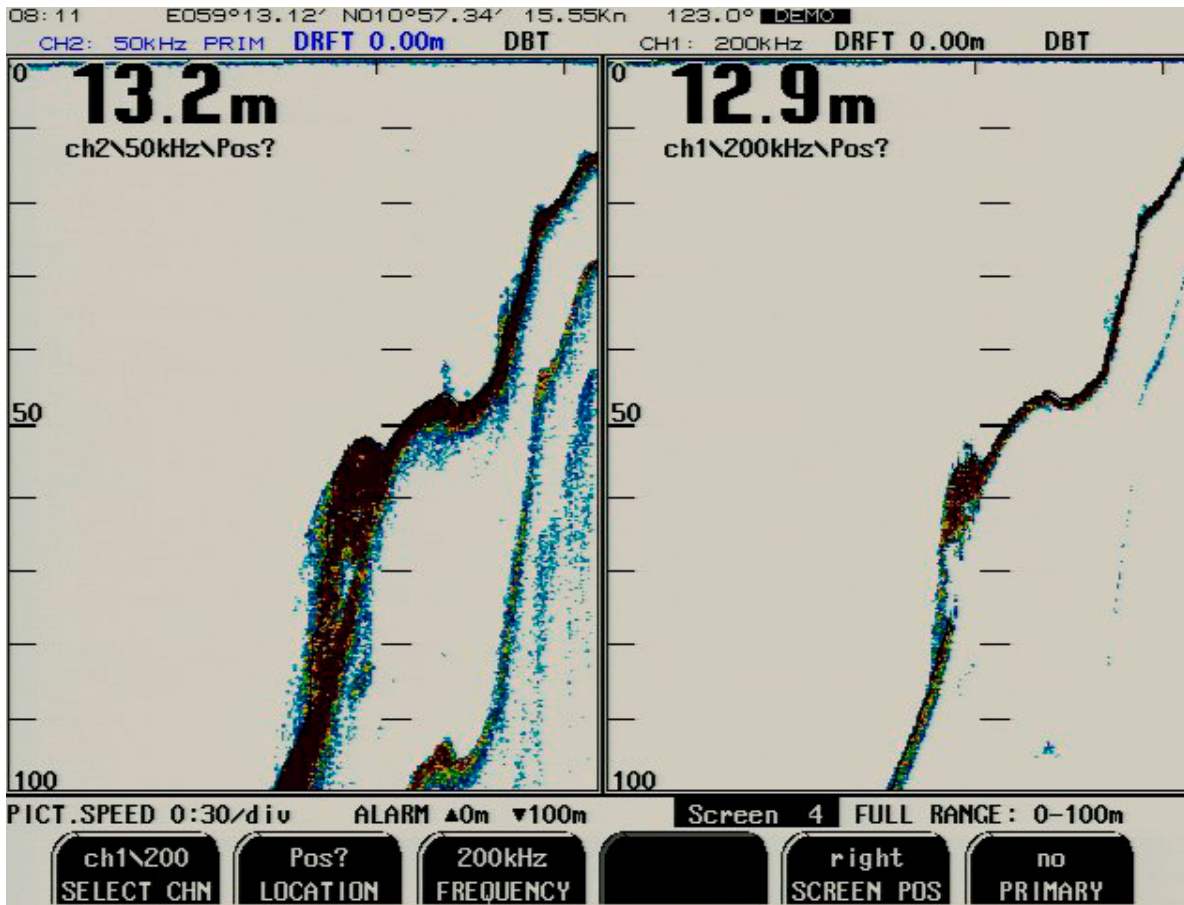 08:11 E059°13.12' N010°57.34' 15.55Kn 123.0° DEMO
CH2: 50kHz PRIM DRFT 0.00m DBT
CH1: 200kHz DRFT 0.00m DBT
0
13.2m
ch2\50kHz\Pos?
50
100
0
12.9m
ch1\200kHz\Pos?
50
100
PICT.SPEED 0:30/div ALARM ▲0m ▼100m Screen 4 FULL RANGE: 0-100m
ch1\200
SELECT CHN
Pos?
LOCATION
200kHz
FREQUENCY
right
SCREEN POS
no
PRIMARY